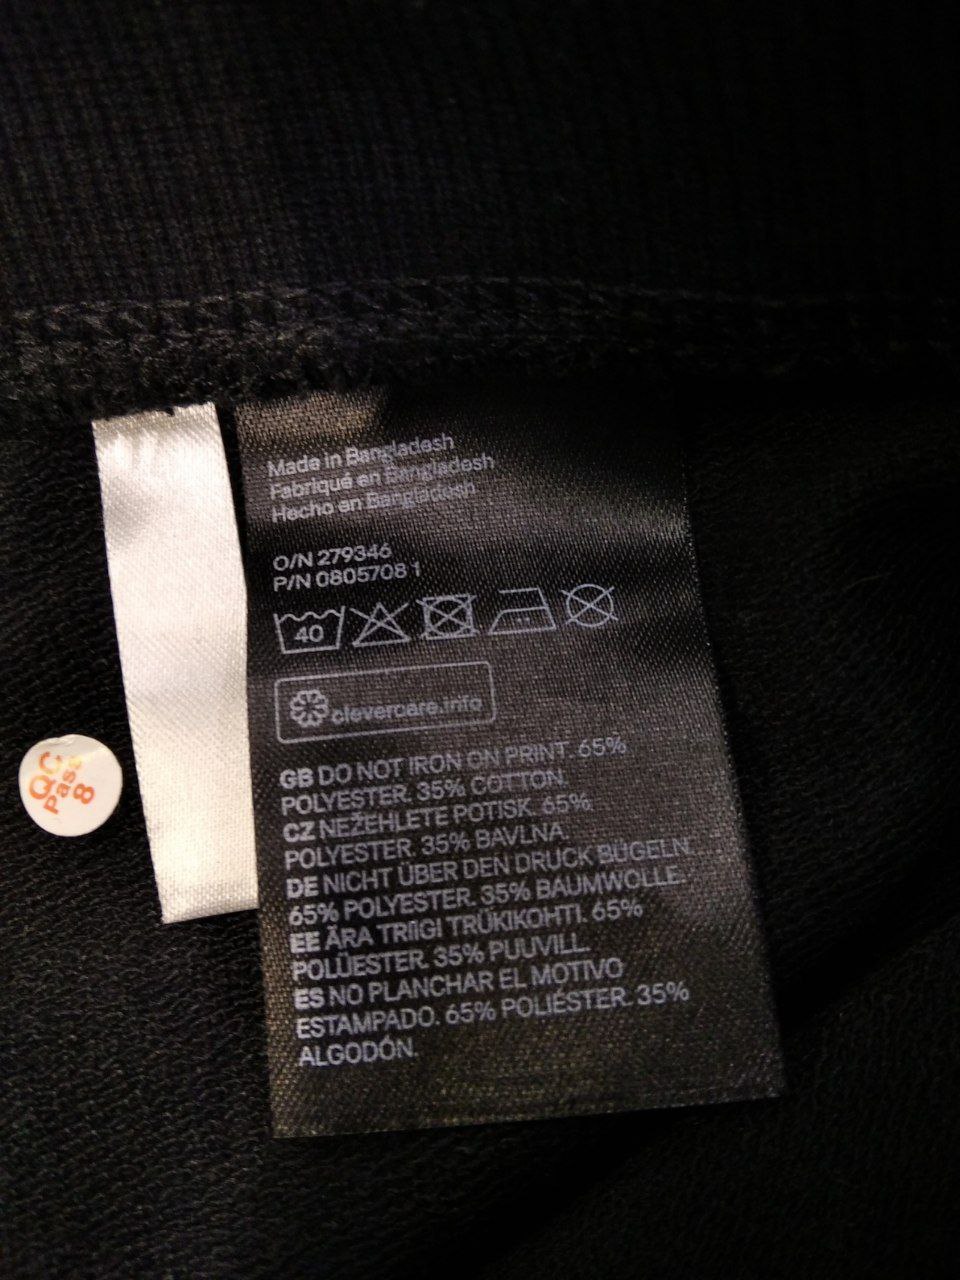 Made in Bangladesh
Fabriqué en Bangladesh
Hecho en Bangladesh
O/N 279346
P/N 0805708 1
40
clevercare.info
GB DO NOT IRON ON PRINT. 65%
POLYESTER. 35% COTTON.
CZ NEŽEHLETE POTISK. 65%
POLYESTER. 35% BAVLNA.
DE NICHT ÜBER DEN DRUCK BÜGELN.
65% POLYESTER. 35% BAUMWOLLE.
EE ÄRA TRIIGI TRÜKIKOHTI. 65%
POLÜESTER. 35% PUUVILL.
ES NO PLANCHAR EL MOTIVO
ESTAMPADO. 65% POLIÉSTER. 35%
ALGODÓN.
QC
Pass
8